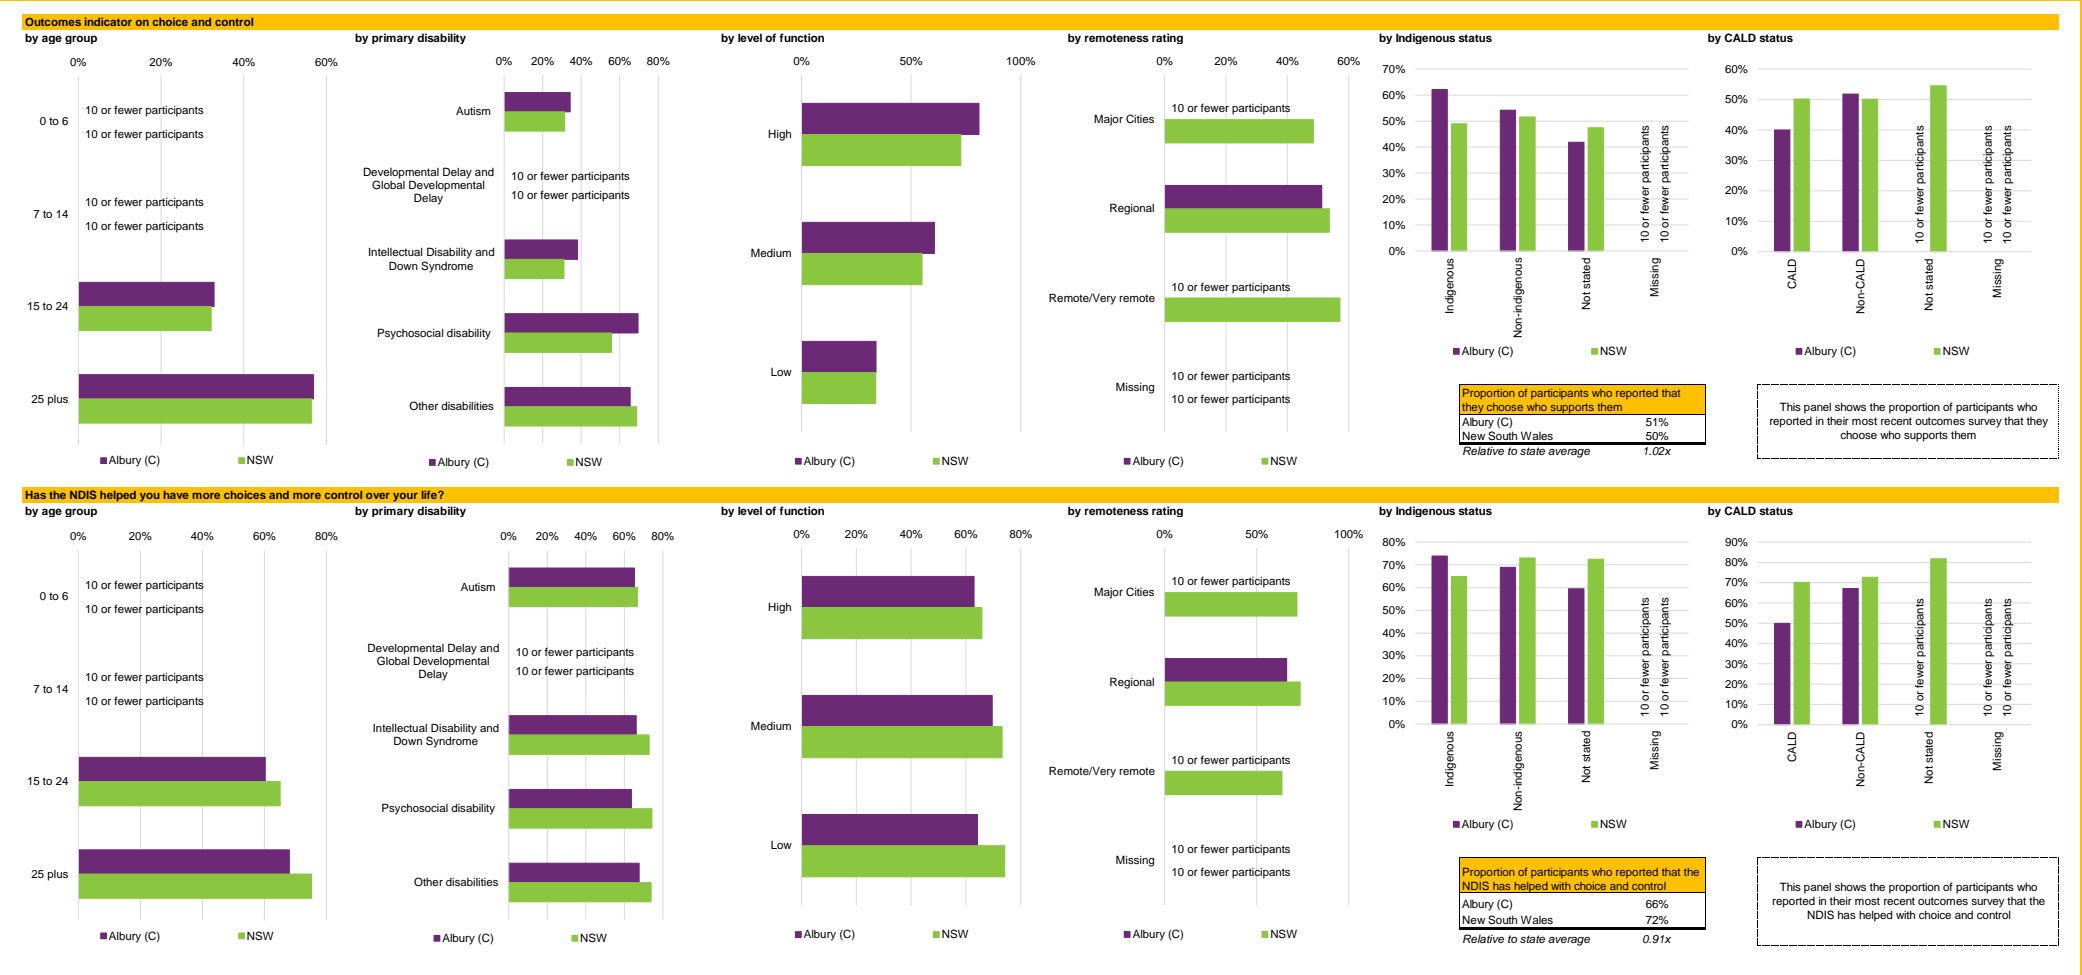 Outcomes indicator on choice and control
by age group
0% 20% 40% 60%
0 to 6
10 or fewer participants
10 or fewer participants
7 to 14
10 or fewer participants
10 or fewer participants
15 to 24
25 plus
Albury (C) NSW
by primary disability
0% 20% 40% 60% 80%
Autism
Developmental Delay and
Global Developmental
Delay
10 or fewer participants
10 or fewer participants
Intellectual Disability and
Down Syndrome
Psychosocial disability
Other disabilities
Albury (C) NSW
by level of function
0% 50% 100%
High
Medium
Low
Albury (C) NSW
by remoteness rating
0% 20% 40% 60%
Major Cities
10 or fewer participants
Regional
Remote/Very remote
10 or fewer participants
Missing
10 or fewer participants
10 or fewer participants
Albury (C) NSW
by Indigenous status
70%
60%
50%
40%
30%
20%
10%
0%
10 or fewer participants
10 or fewer participants
Indigenous
Non-indigenous
Not stated
Missing
Albury (C) NSW
by CALD status
60%
50%
40%
30%
20%
10%
0%
10 or fewer participants
10 or fewer participants
10 or fewer participants
CALD
Non-CALD
Not stated
Missing
Albury (C) NSW
Proportion of participants who reported that
they choose who supports them
Albury (C) 51%
New South Wales 50%
Relative to state average 1.02x
This panel shows the proportion of participants who
reported in their most recent outcomes survey that they
choose who supports them
Has the NDIS helped you have more choices and more control over your life?
by age group
0% 20% 40% 60% 80%
0 to 6
10 or fewer participants
10 or fewer participants
7 to 14
10 or fewer participants
10 or fewer participants
15 to 24
25 plus
Albury (C) NSW
by primary disability
0% 20% 40% 60% 80%
Autism
Developmental Delay and
Global Developmental
Delay
10 or fewer participants
10 or fewer participants
Intellectual Disability and
Down Syndrome
Psychosocial disability
Other disabilities
Albury (C) NSW
by level of function
0% 20% 40% 60% 80%
High
Medium
Low
Albury (C) NSW
by remoteness rating
0% 50% 100%
Major Cities
10 or fewer participants
Regional
Remote/Very remote
10 or fewer participants
Missing
10 or fewer participants
10 or fewer participants
Albury (C) NSW
by Indigenous status
80%
70%
60%
50%
40%
30%
20%
10%
0%
10 or fewer participants
10 or fewer participants
Indigenous
Non-indigenous
Not stated
Missing
Albury (C) NSW
by CALD status
90%
80%
70%
60%
50%
40%
30%
20%
10%
0%
10 or fewer participants
10 or fewer participants
10 or fewer participants
CALD
Non-CALD
Not stated
Missing
Albury (C) NSW
Proportion of participants who reported that the
NDIS has helped with choice and control
Albury (C) 66%
New South Wales 72%
Relative to state average 0.91x
This panel shows the proportion of participants who
reported in their most recent outcomes survey that the
NDIS has helped with choice and control